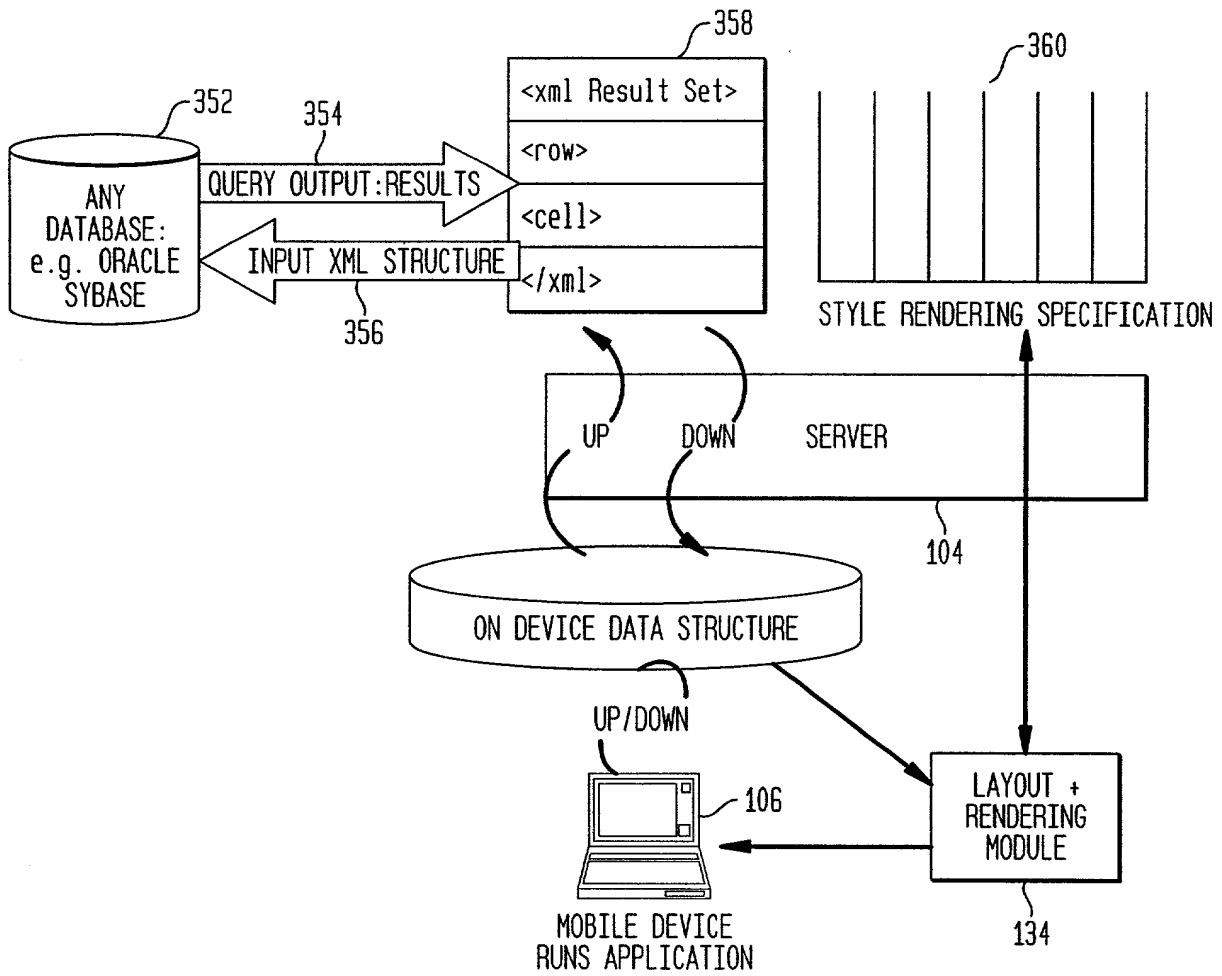 358
360
352
<xml Result Set>
354
<row>
QUERY OUTPUT:RESULTS
ANY
DATABASE:
e.g. ORACLE
SYBASE
<cell>
INPUT XML STRUCTURE
</xml>
356
STYLE RENDERING SPECIFICATION
UP
DOWN
SERVER
104
ON DEVICE DATA STRUCTURE
UP/DOWN
106
LAYOUT +
RENDERING
MODULE
134
MOBILE DEVICE
RUNS APPLICATION